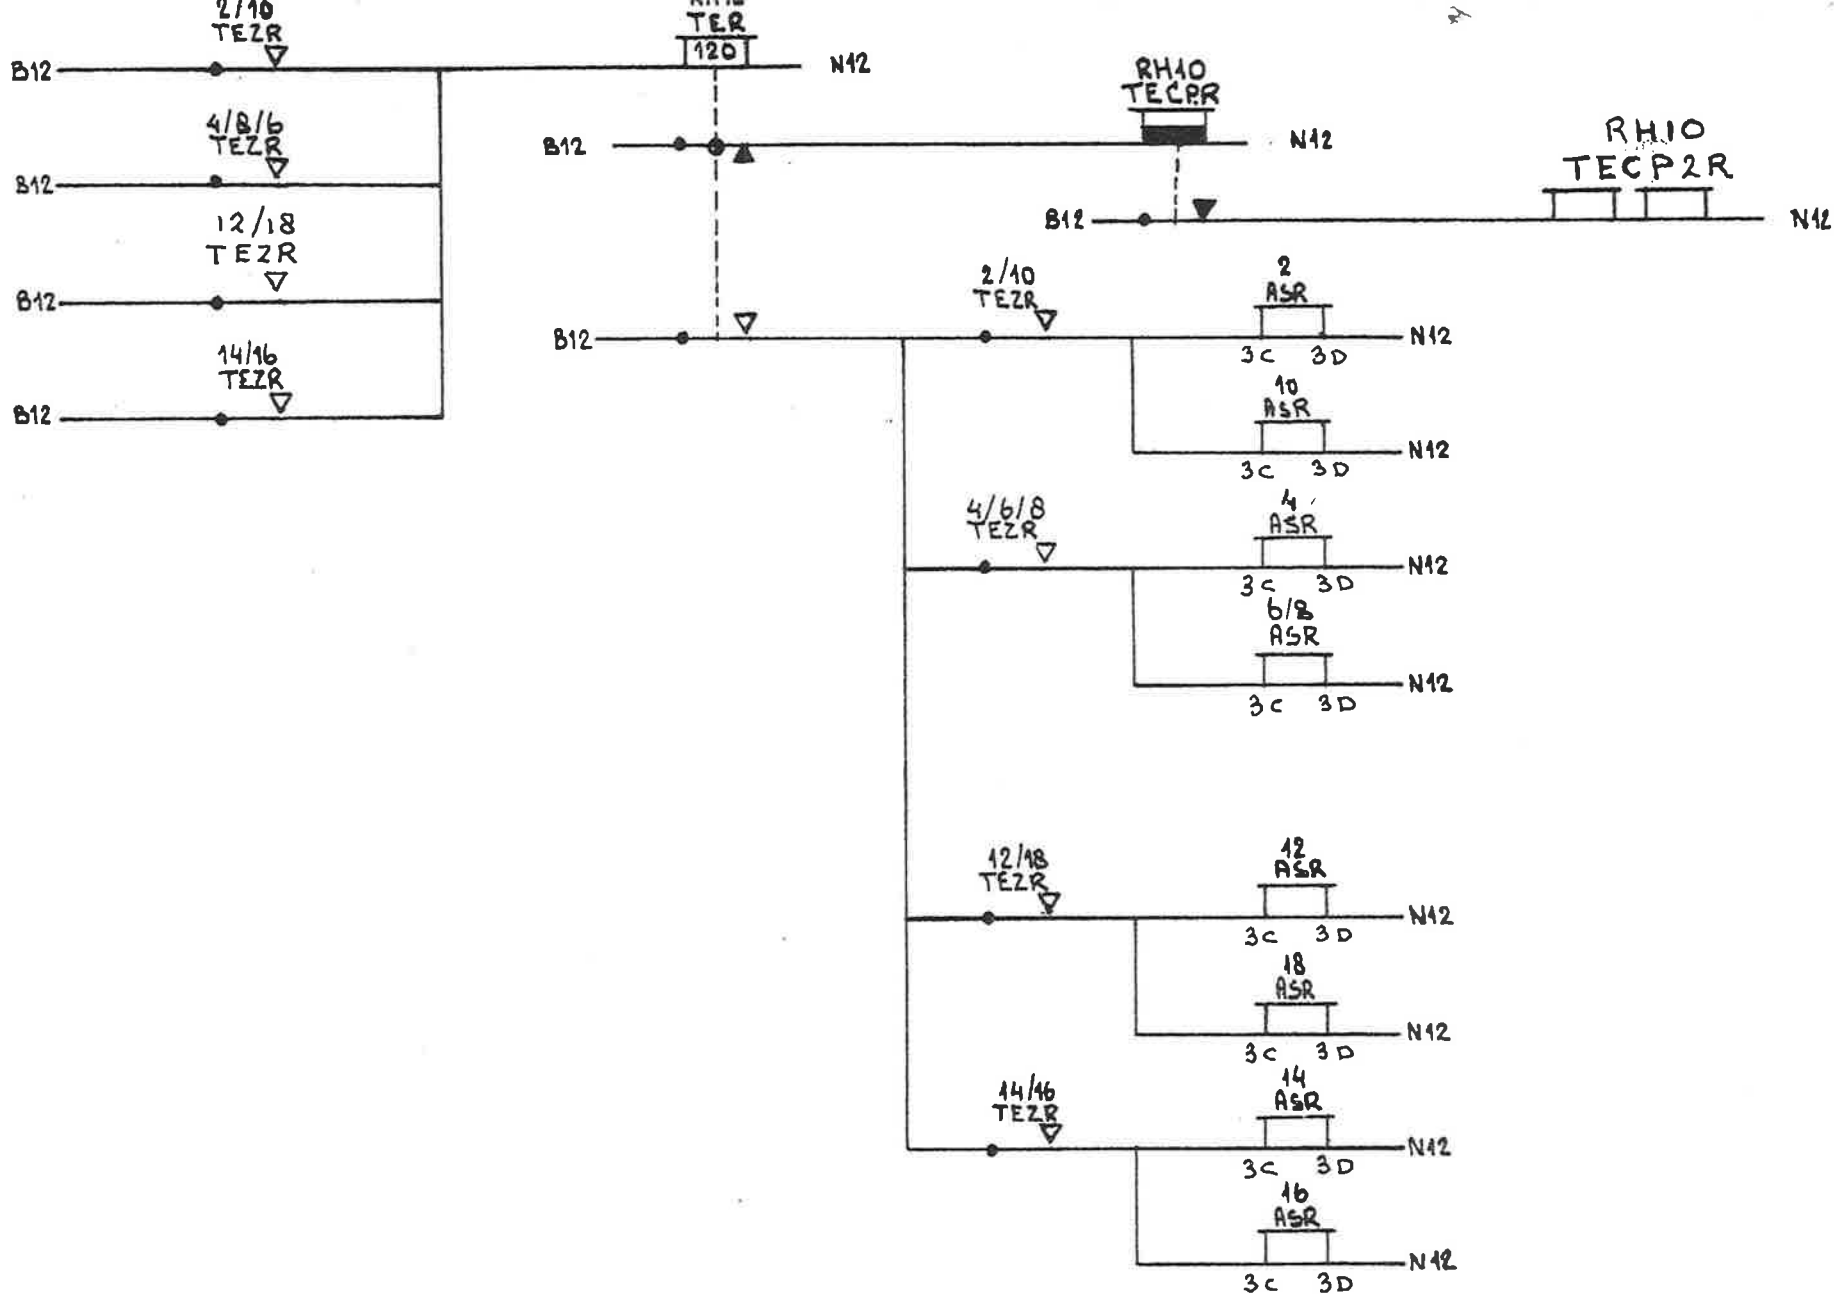 2/10
TEZR
B12
TER
120
N12
4/8/6
TEZR
B12
12/18
TEZR
B12
14/16
TEZR
B12
B12
RH10
TECPR
N12
B12
RH10
TECP2R
N12
B12
2/10
TEZR
2
ASR
3C 3D
N12
10
ASR
3C 3D
N12
4/6/8
TEZR
4
ASR
3C 3D
N12
6/8
ASR
3C 3D
N12
12/18
TEZR
12
ASR
3C 3D
N12
18
ASR
3C 3D
N12
14/16
TEZR
14
ASR
3C 3D
N12
16
ASR
3C 3D
N12